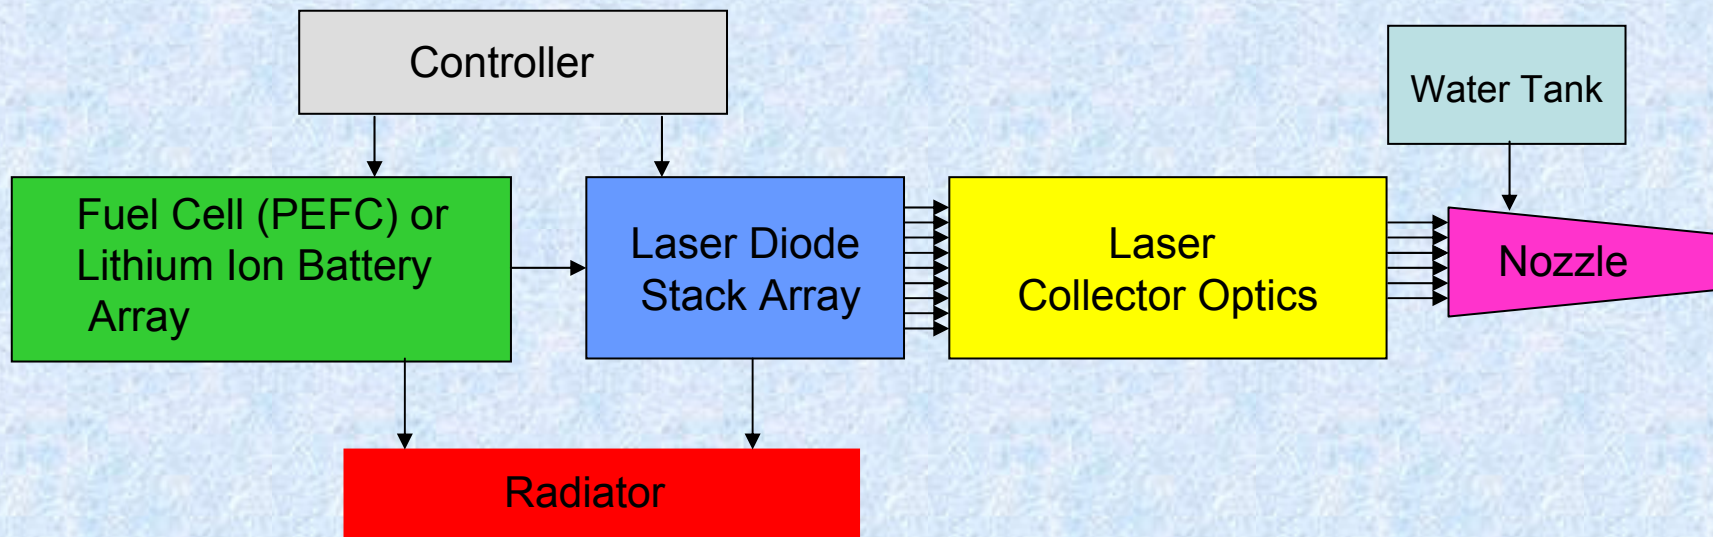 Controller
Water Tank
Fuel Cell (PEFC) or
Lithium Ion Battery
Array
Laser Diode
Stack Array
Laser
Collector Optics
Nozzle
Radiator